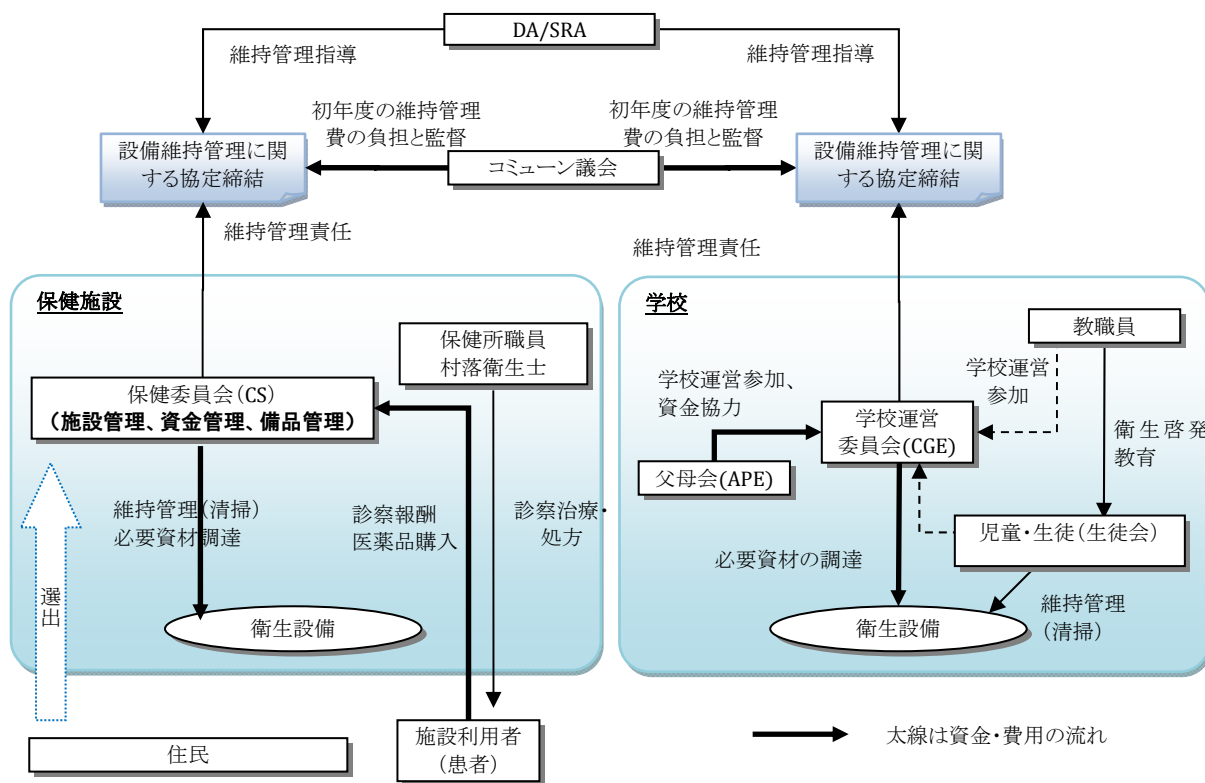 DA/SRA
維持管理指導
維持管理指導
初年度の維持管理
費の負担と監督
初年度の維持管理
費の負担と監督
設備維持管理に関
する協定締結
コミューン議会
設備維持管理に関
する協定締結
維持管理責任
維持管理責任
保健施設
保健所職員
村落衛生士
保健委員会(CS)
(施設管理、資金管理、備品管理)
維持管理(清掃)
必要資材調達
診察報酬
医薬品購入
診察治療・
処方
選出
衛生設備
住民
施設利用者
(患者)
学校
教職員
学校運営
参加
学校運営参加、
資金協力
学校運営
委員会(CGE)
父母会(APE)
衛生啓発
教育
児童・生徒(生徒会)
必要資材の調達
維持管理
(清掃)
衛生設備
太線は資金・費用の流れ